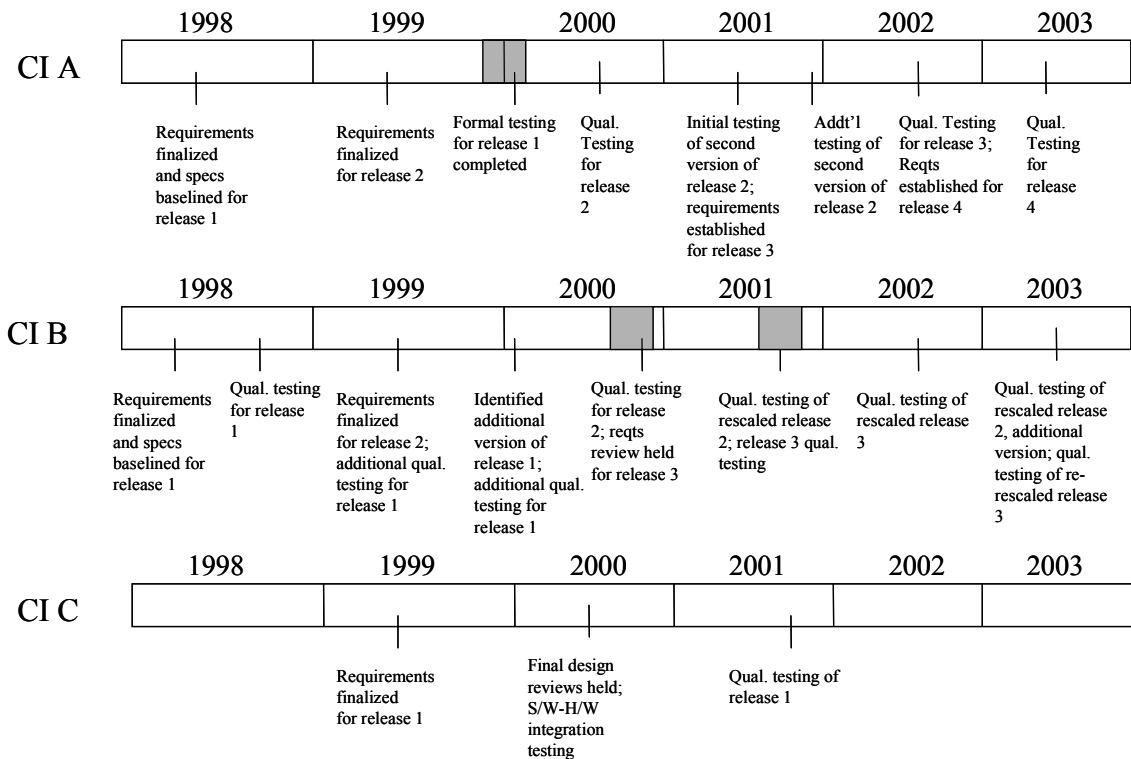 1998 1999 2000 2001 2002 2003
CI A
Requirements
finalized
and specs
baselined for
release 1
Requirements
finalized
for release 2
Formal testing
for release 1
completed
Qual.
Testing
for
release
2
Initial testing
of second
version of
release 2;
requirements
established
for release 3
Addt'l
testing of
second
version of
release 2
Qual. Testing
for release 3;
Reqts
established for
release 4
Qual.
Testing
for
release
4
1998 1999 2000 2001 2002 2003
CI B
Requirements
finalized
and specs
baselined for
release 1
Qual. testing
for release
1
Requirements
finalized
for release 2;
additional qual.
testing for
release 1
Identified
additional
version of
release 1;
additional qual.
testing for
release 1
Qual. testing
for release
2; reqts
review held
for release 3
Qual. testing of
rescaled release
2; release 3 qual.
testing
Qual. testing of
rescaled release
3
Qual. testing of
rescaled release
2, additional
version; qual.
testing of re-
rescaled release
3
1998 1999 2000 2001 2002 2003
CI C
Requirements
finalized
for release 1
Final design
reviews held;
S/W-H/W
integration
testing
Qual. testing of
release 1